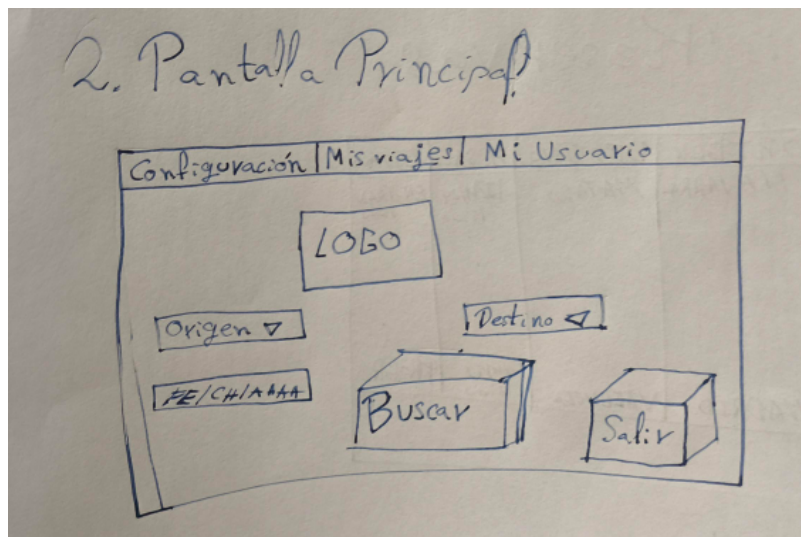 2. Pantalla Principal
Configuración | Mis viajes | Mi Usuario
LOGO
Origen ▽
Destino ◁
FE/CH/AAAA
Buscar
Salir